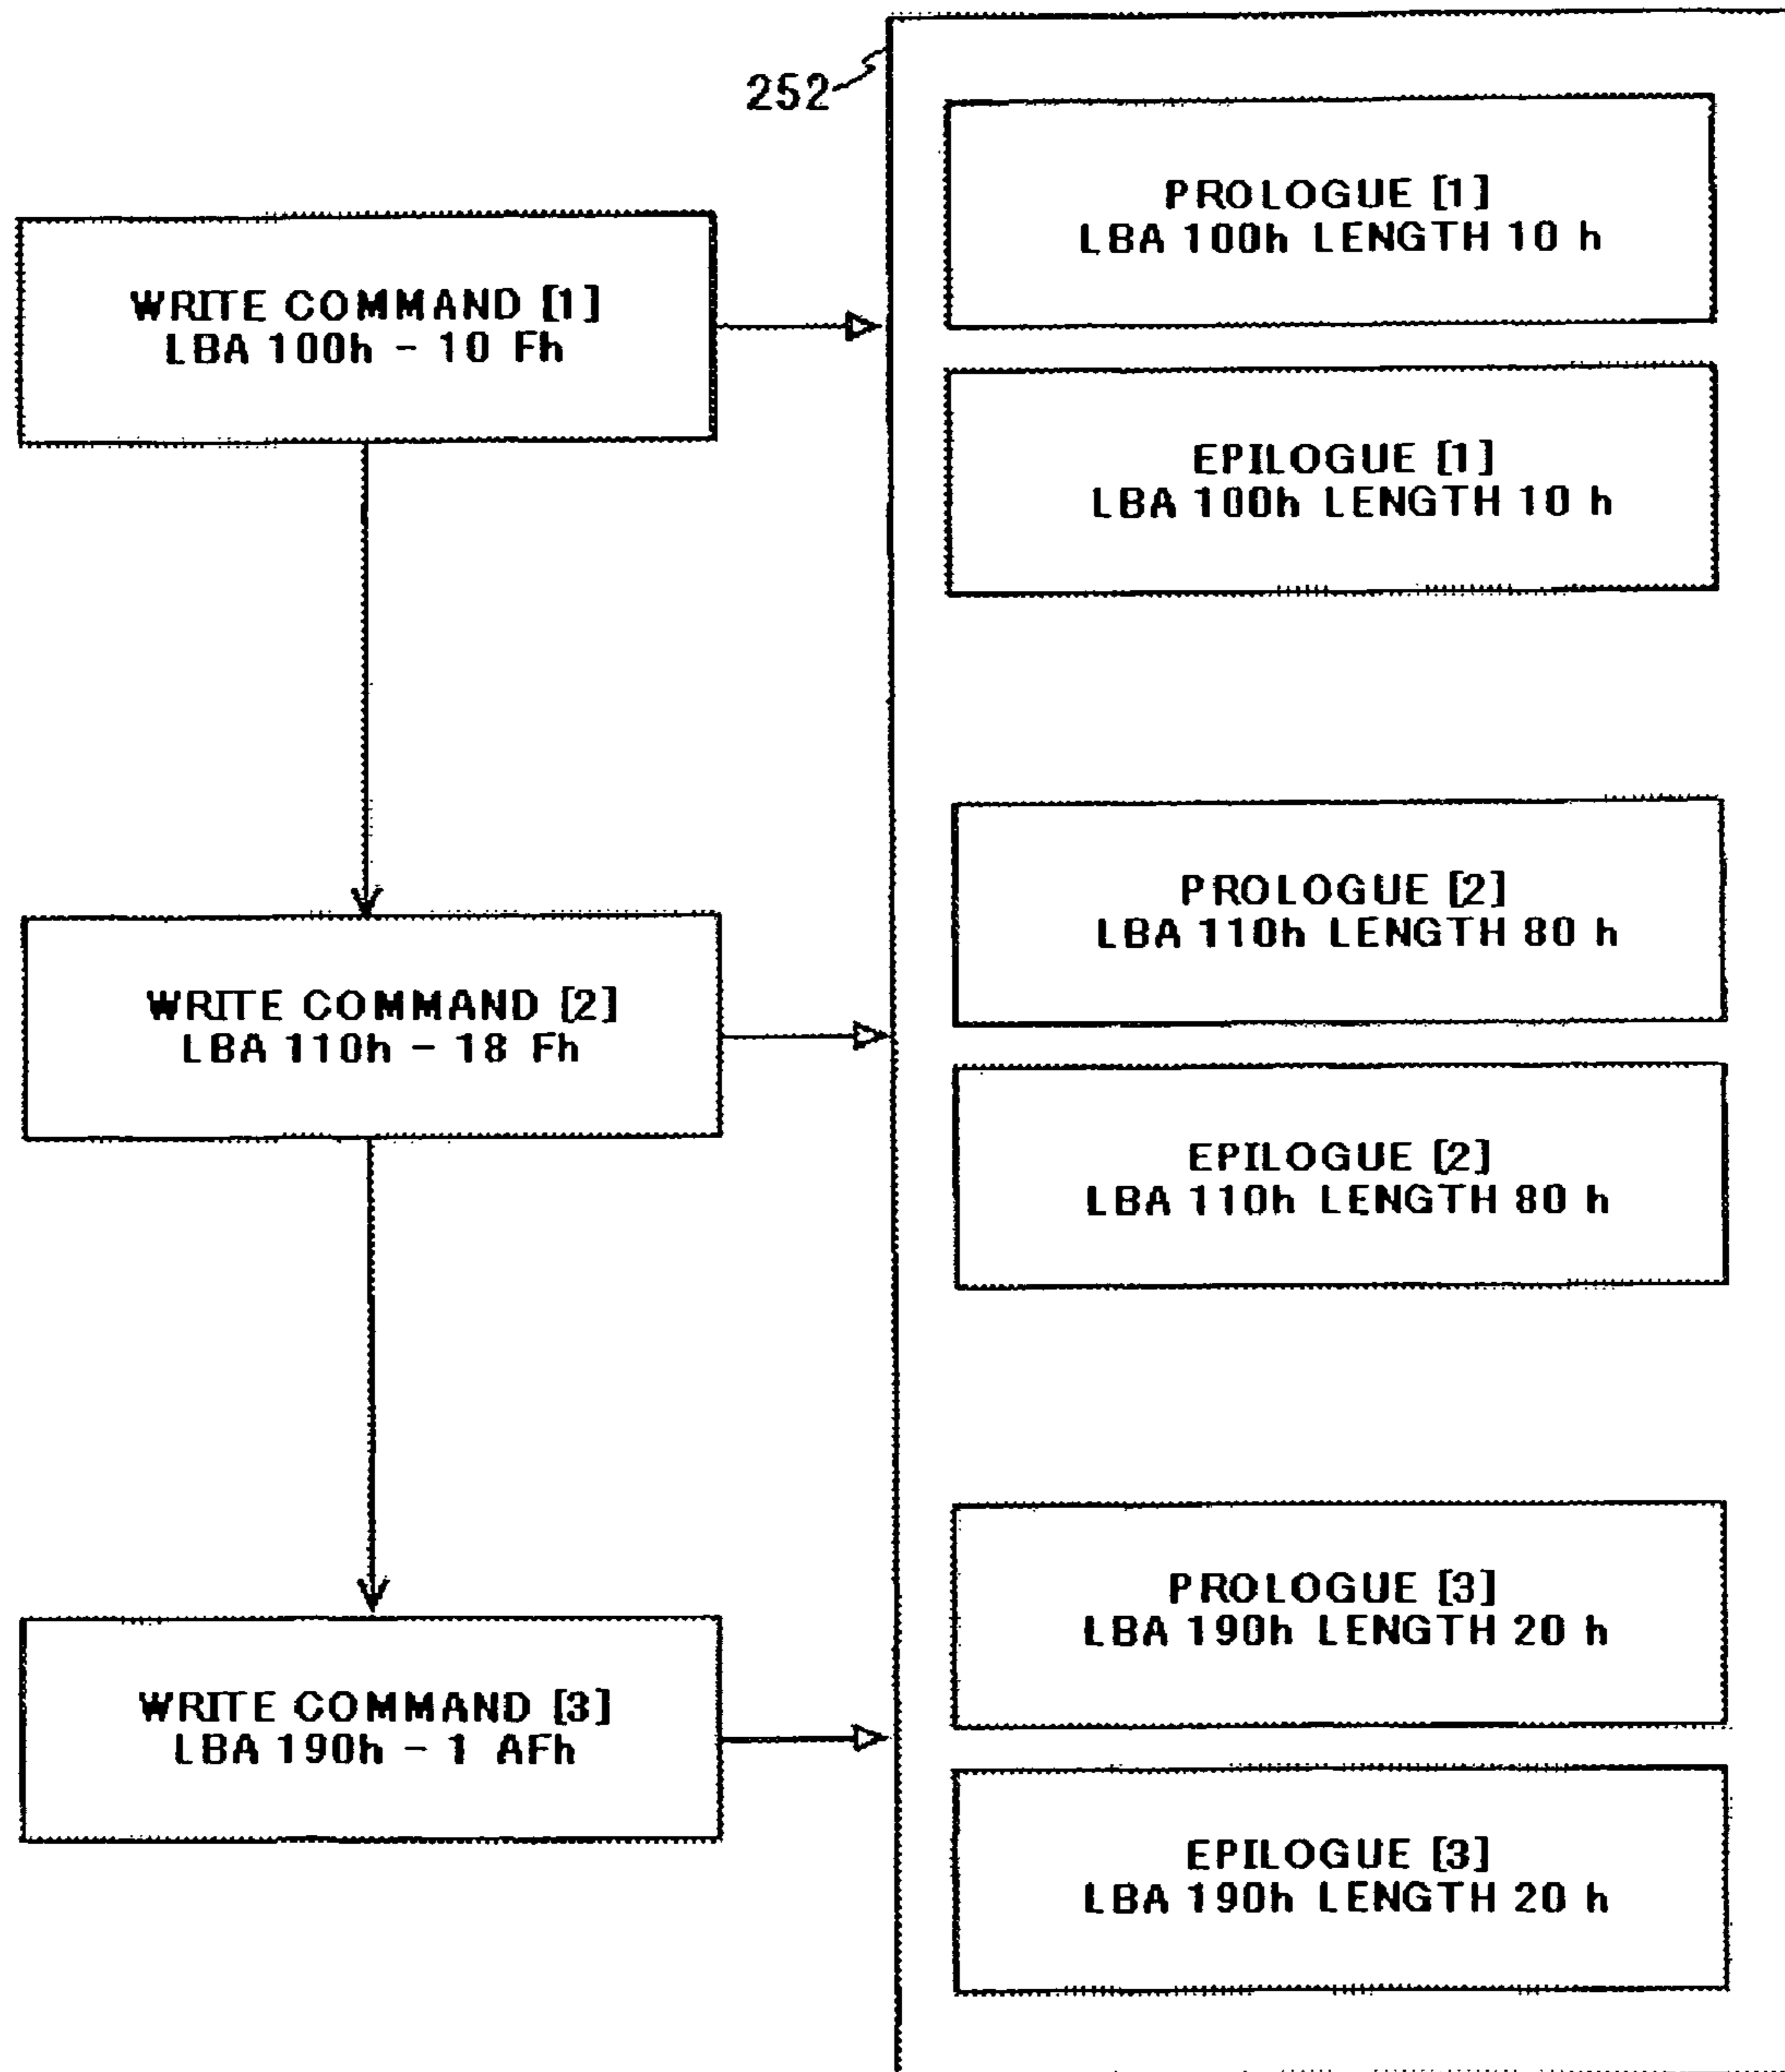 252
PROLOGUE [1]
LBA 100h LENGTH 10 h
WRITE COMMAND [1]
LBA 100h - 10 Fh
EPILOGUE [1]
LBA 100h LENGTH 10 h
PROLOGUE [2]
LBA 110h LENGTH 80 h
WRITE COMMAND [2]
LBA 110h - 18 Fh
EPILOGUE [2]
LBA 110h LENGTH 80 h
PROLOGUE [3]
LBA 190h LENGTH 20 h
WRITE COMMAND [3]
LBA 190h - 1 AFh
EPILOGUE [3]
LBA 190h LENGTH 20 h